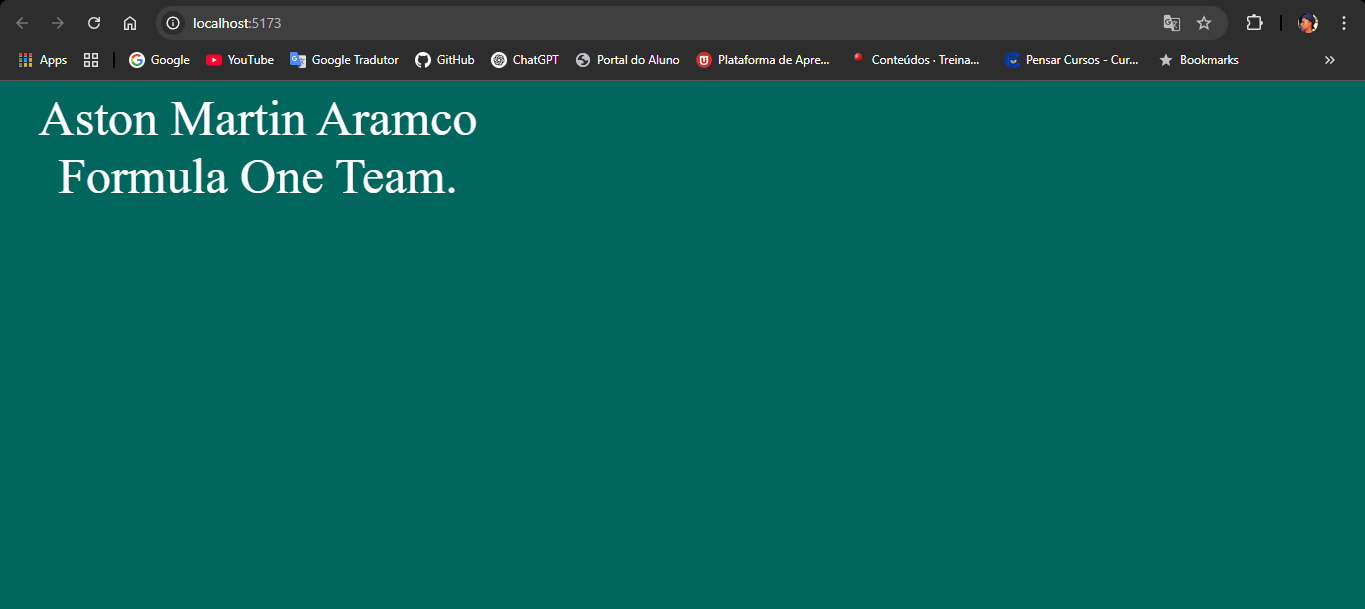 localhost:5173
Apps Google YouTube Google Tradutor GitHub ChatGPT Portal do Aluno Plataforma de Apre... Conteúdos · Treina... Pensar Cursos - Cur... Bookmarks
Aston Martin Aramco
Formula One Team.